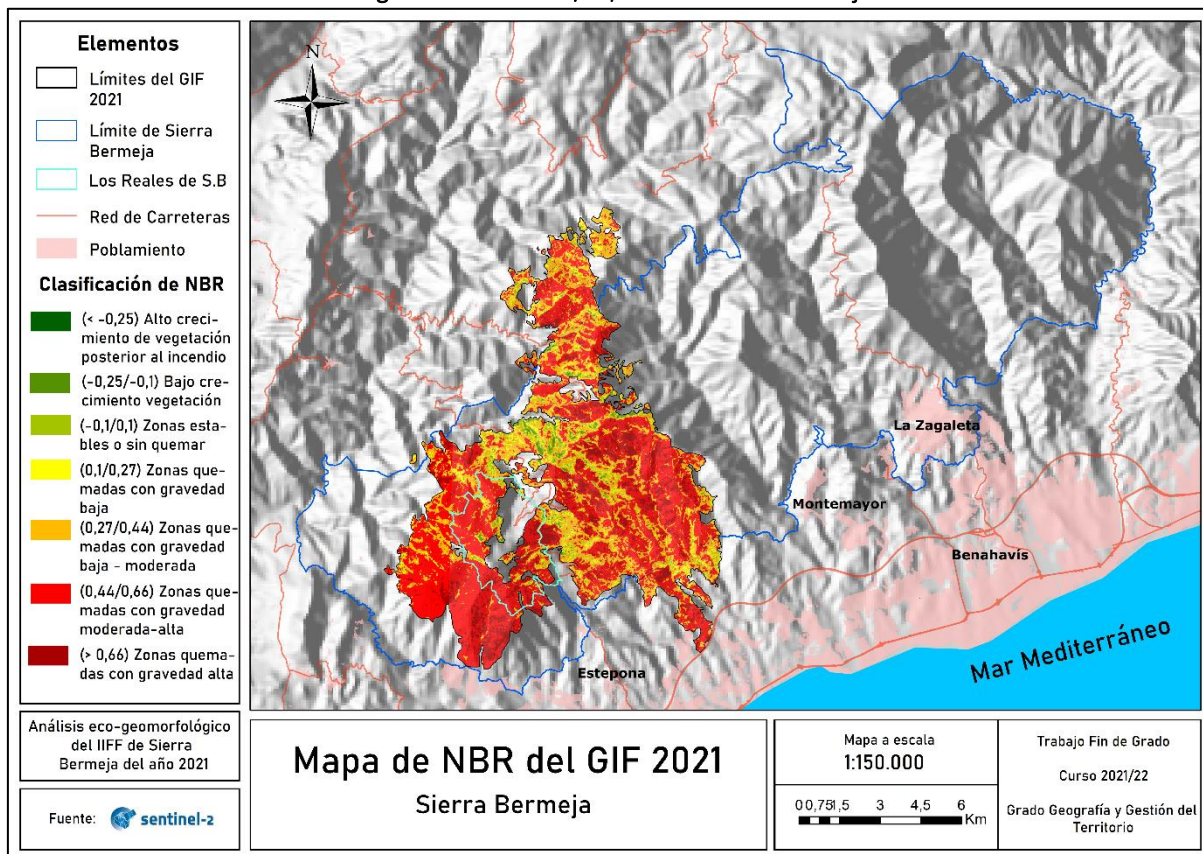 Elementos
Límites del GIF
2021
Límite de Sierra
Bermeja
Los Reales de S.B
Red de Carreteras
Poblamiento
Clasificación de NBR
(< -0,25) Alto creci-
miento de vegetación
posterior al incendio
(-0,25/-0,1) Bajo cre-
cimiento vegetación
(-0,1/0,1) Zonas esta-
bles o sin quemar
(0,1/0,27) Zonas que-
madas con gravedad
baja
(0,27/0,44) Zonas que-
madas con gravedad
baja - moderada
(0,44/0,66) Zonas que-
madas con gravedad
moderada-alta
(> 0,66) Zonas quema-
das con gravedad alta
N
La Zagaleta
Montemayor
Benahavís
Estepona
Mar Mediterráneo
Análisis eco-geomorfológico
del IIFF de Sierra
Bermeja del año 2021
Fuente: sentinel-2
Mapa de NBR del GIF 2021
Sierra Bermeja
Mapa a escala
1:150.000
0 0,75 1,5 3 4,5 6
Km
Trabajo Fin de Grado
Curso 2021/22
Grado Geografía y Gestión del
Territorio